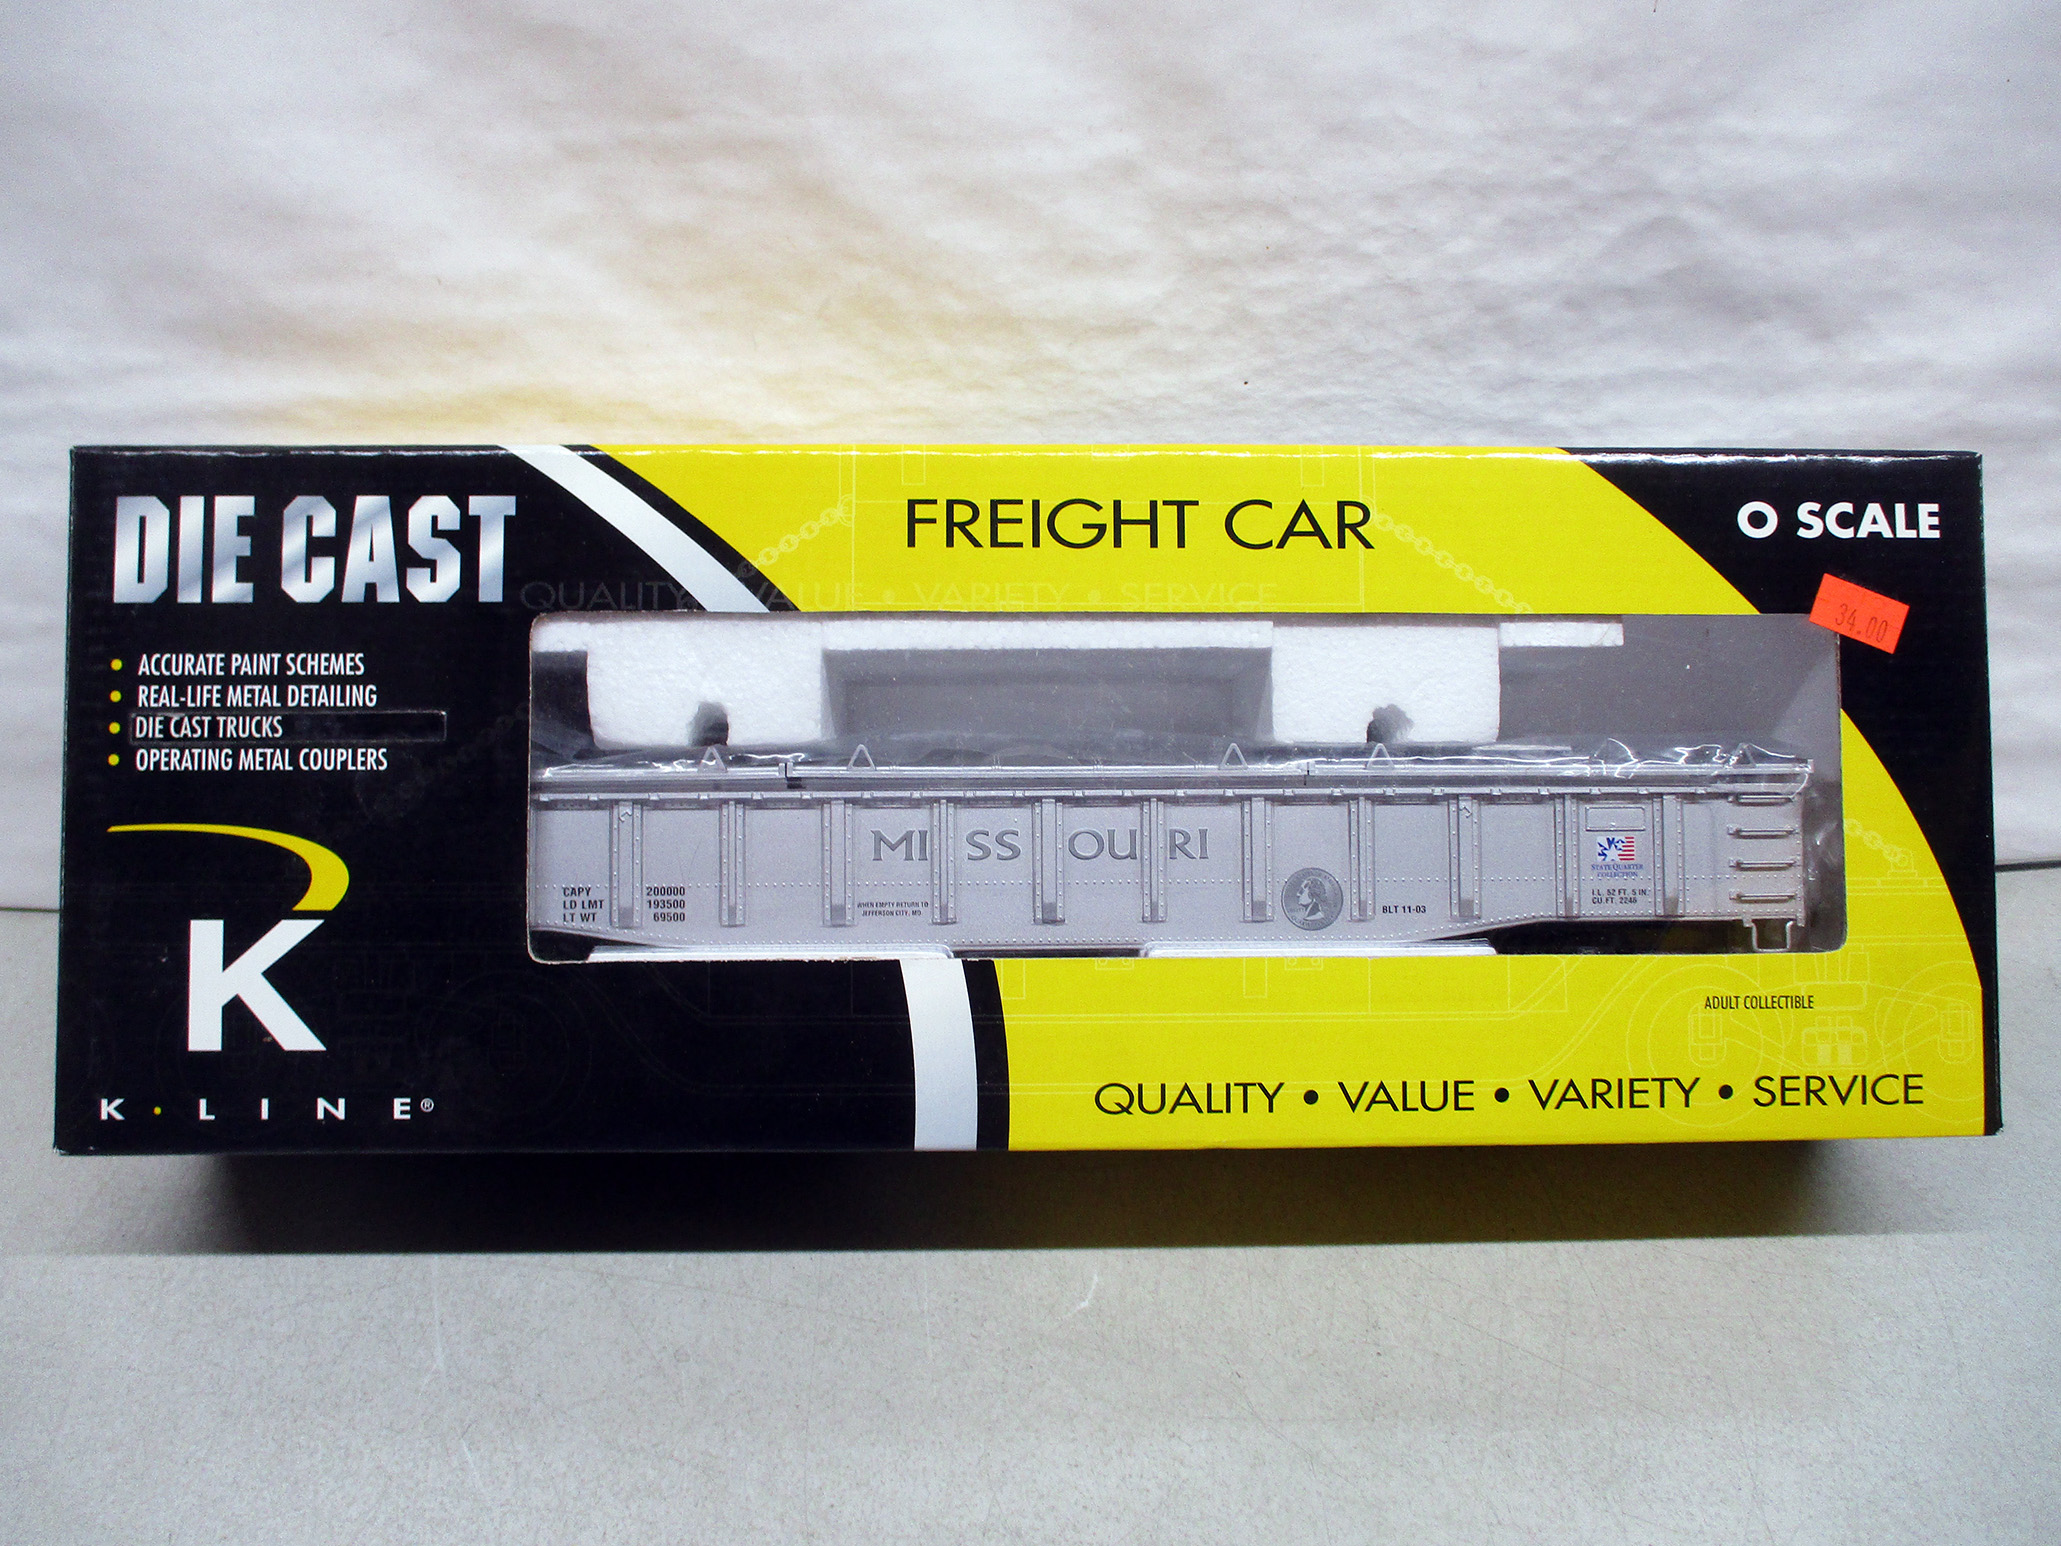 DIE CAST
FREIGHT CAR
O SCALE
QUALITY • VALUE • VARIETY • SERVICE
34.00
• ACCURATE PAINT SCHEMES
• REAL-LIFE METAL DETAILING
• DIE CAST TRUCKS
• OPERATING METAL COUPLERS
MISSOURI
STATE QUARTER
COLLECTION
CAPY 200000
LD LMT 193500
LT WT 69500
WHEN EMPTY RETURN TO
JEFFERSON CITY, MO
BLT 11-03
I.L. 52 FT. 5 IN.
CU.FT. 2246
K
K·LINE®
ADULT COLLECTIBLE
QUALITY • VALUE • VARIETY • SERVICE